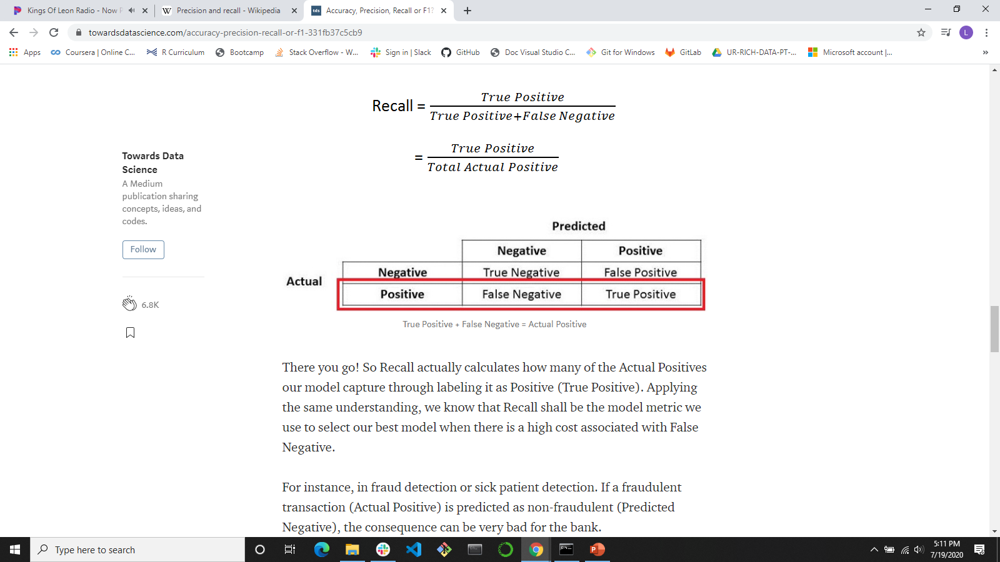 Kings Of Leon Radio - Now P
Precision and recall - Wikipedia
tds
Accuracy, Precision, Recall or F1?
towardsdatascience.com/accuracy-precision-recall-or-f1-331fb37c5cb9
L
Apps
Coursera | Online C...
R Curriculum
Bootcamp
Stack Overflow - W...
Sign in | Slack
GitHub
Doc Visual Studio C...
Git for Windows
GitLab
UR-RICH-DATA-PT-...
Microsoft account |...
»
Recall = True Positive
True Positive+False Negative
= True Positive
Total Actual Positive
Towards Data
Science
A Medium
publication sharing
concepts, ideas, and
codes.
Follow
6.8K
Predicted
Negative Positive
Actual
Negative True Negative False Positive
Positive False Negative True Positive
True Positive + False Negative = Actual Positive
There you go! So Recall actually calculates how many of the Actual Positives
our model capture through labeling it as Positive (True Positive). Applying
the same understanding, we know that Recall shall be the model metric we
use to select our best model when there is a high cost associated with False
Negative.
For instance, in fraud detection or sick patient detection. If a fraudulent
transaction (Actual Positive) is predicted as non-fraudulent (Predicted
Negative), the consequence can be very bad for the bank.
Type here to search
5:11 PM
7/19/2020